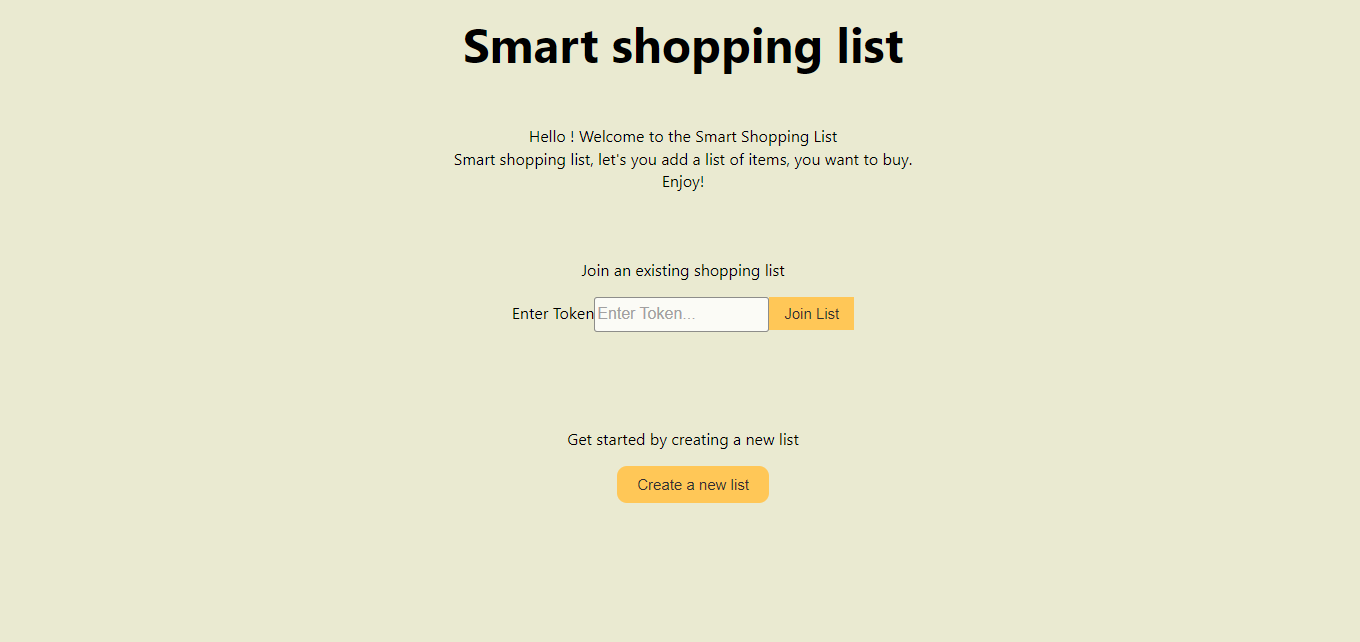 Smart shopping list
Hello ! Welcome to the Smart Shopping List
Smart shopping list, let's you add a list of items, you want to buy.
Enjoy!
Join an existing shopping list
Enter Token Enter Token... Join List
Get started by creating a new list
Create a new list